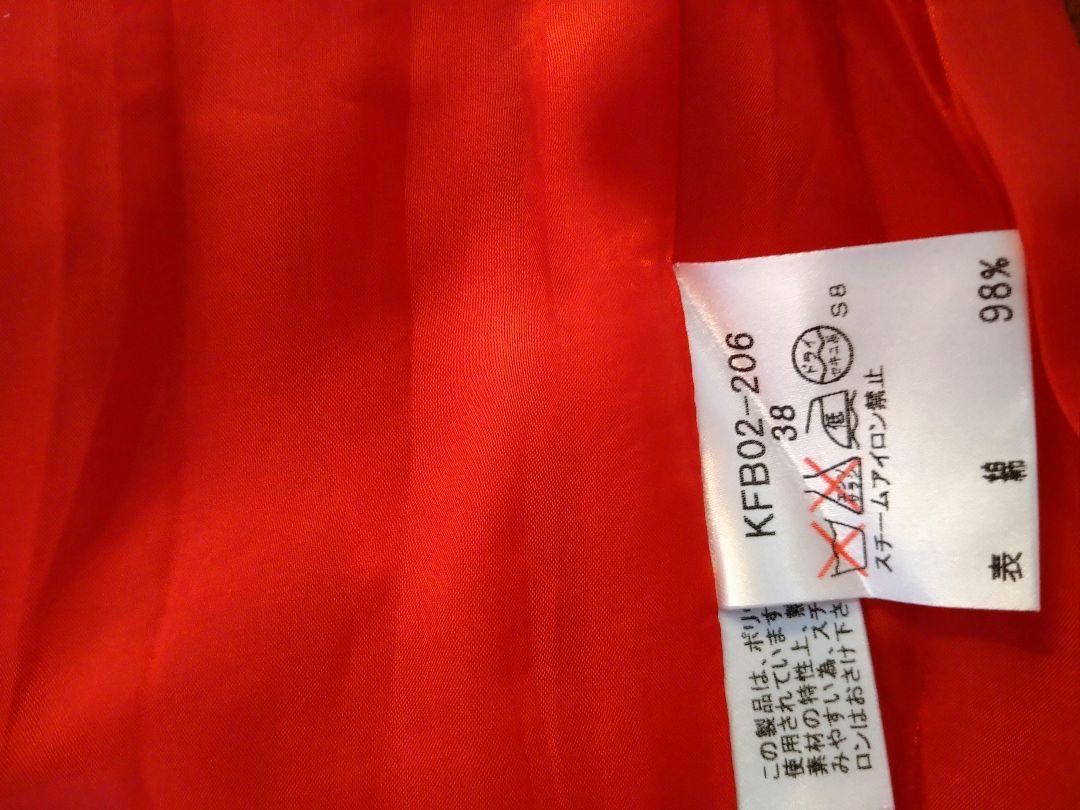 KFB02-206
38
低
ドライ
セキユ系
S8
スチームアイロン禁止
表 綿 98%
この製品は、ポリ
使用されています
素材の特性上、熱
みやすい為、スチ
ロンはおさけ下さ